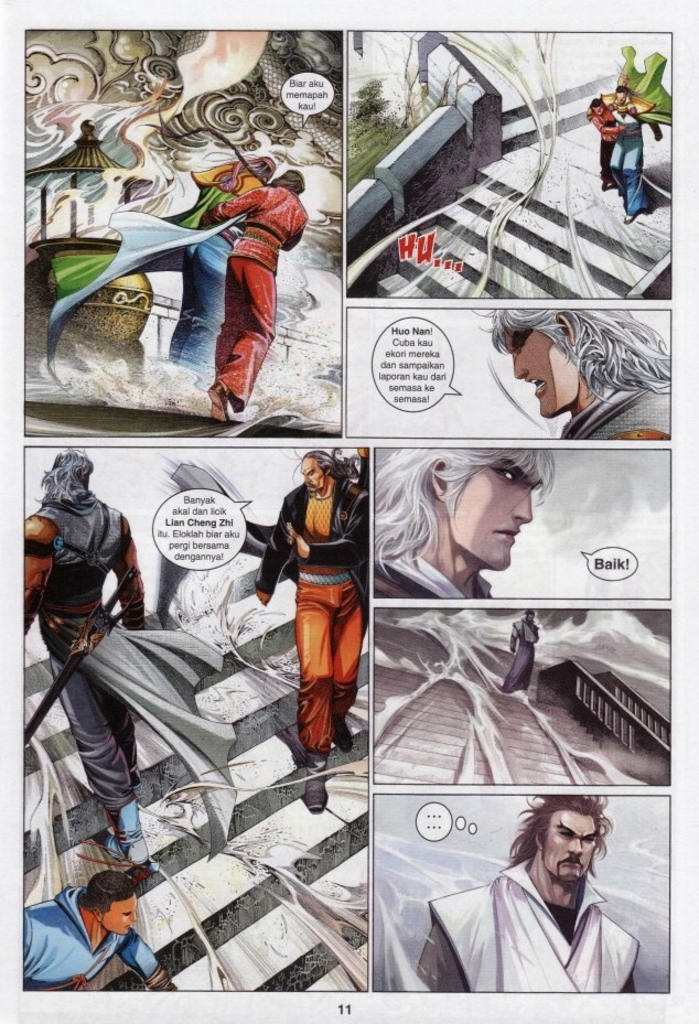 Biar aku
memapah
kau!
HU...
Huo Nan!
Cuba kau
ekori mereka
dan sampaikan
laporan kau dari
semasa ke
semasa!
Banyak
akal dan licik
Lian Cheng Zhi
itu. Eloklah biar aku
pergi bersama
dengannya!
Baik!
...
...
11